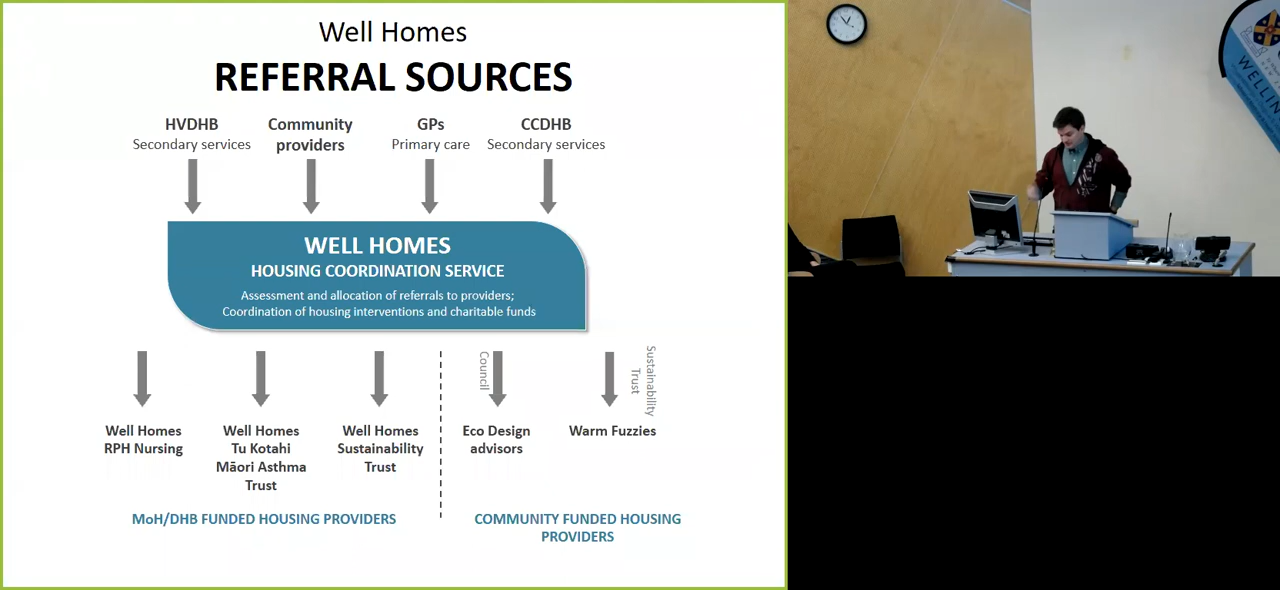 Well Homes
REFERRAL SOURCES
HVDHB
Secondary services
Community
providers
GPs
Primary care
CCDHB
Secondary services
WELL HOMES
HOUSING COORDINATION SERVICE
Assessment and allocation of referrals to providers;
Coordination of housing interventions and charitable funds
Council
Sustainability
Trust
Well Homes
RPH Nursing
Well Homes
Tu Kotahi
Māori Asthma
Trust
Well Homes
Sustainability
Trust
Eco Design
advisors
Warm Fuzzies
MoH/DHB FUNDED HOUSING PROVIDERS
COMMUNITY FUNDED HOUSING
PROVIDERS
WELLIN